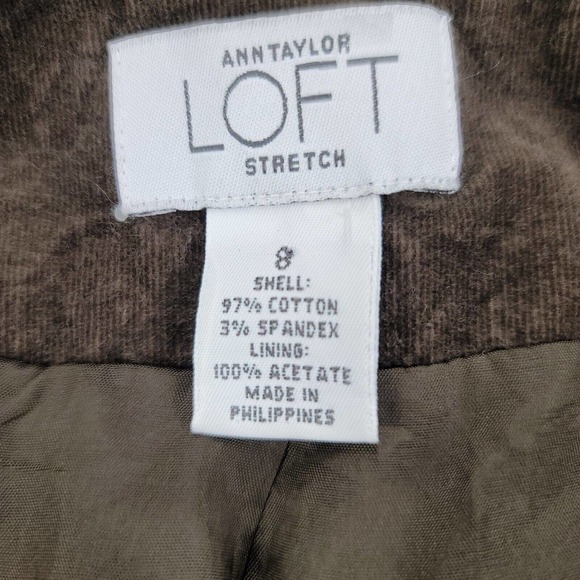 ANNTAYLOR
LOFT
STRETCH
8
SHELL:
97% COTTON
3% SPANDEX
LINING:
100% ACETATE
MADE IN
PHILIPPINES